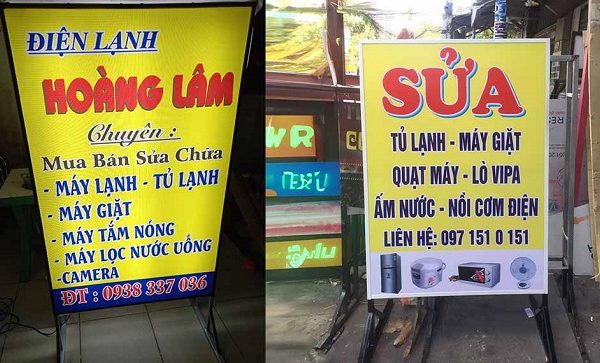 ĐIỆN LẠNH
HOÀNG LÂM
Chuyên :
Mua Bán Sửa Chữa
- MÁY LẠNH - TỦ LẠNH
- MÁY GIẶT
- MÁY TẮM NÓNG
- MÁY LỌC NƯỚC UỐNG
-CAMERA
ĐT : 0938 337 036
SỬA
TỦ LẠNH - MÁY GIẶT
QUẠT MÁY - LÒ VIPA
ẤM NƯỚC - NỒI CƠM ĐIỆN
LIÊN HỆ: 097 151 0 151